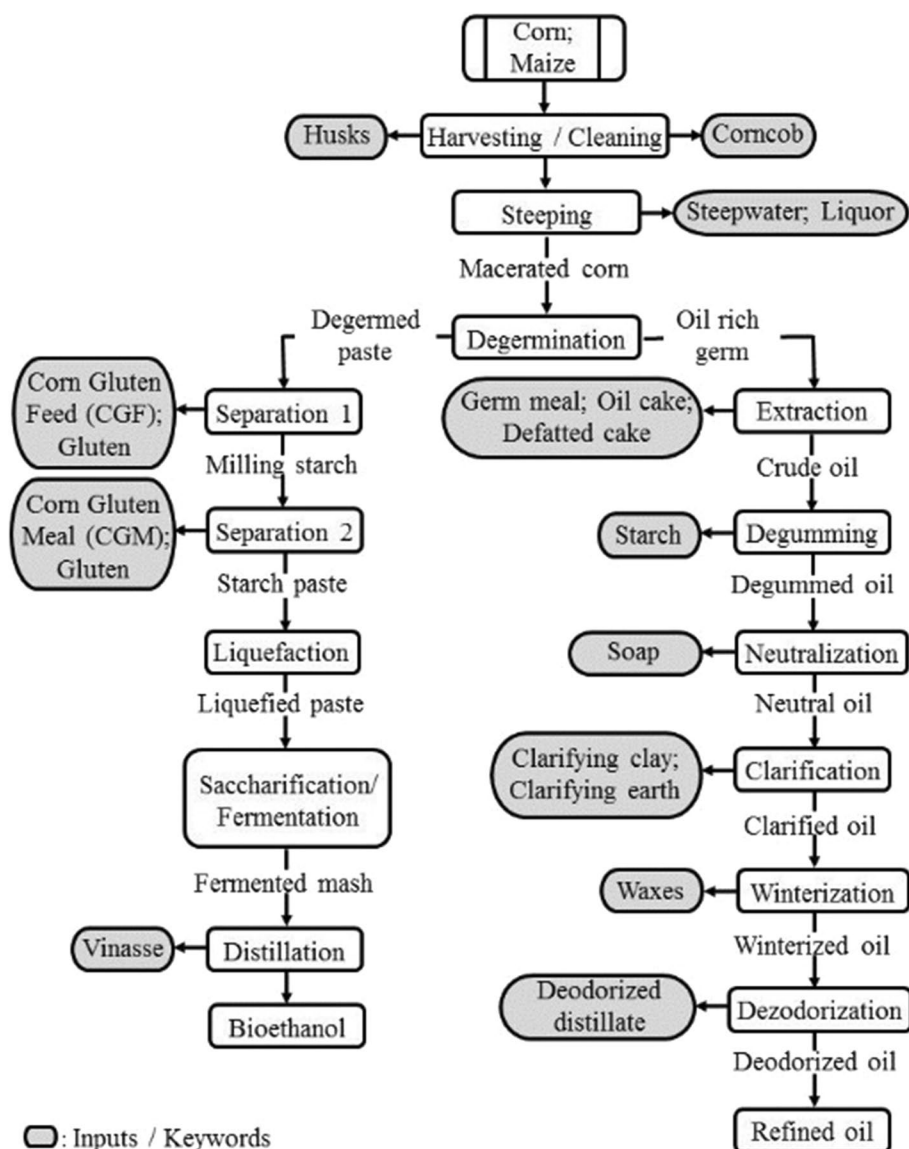 Corn;
Maize
Husks
Harvesting / Cleaning
Corncob
Steeping
Steepwater; Liquor
Macerated corn
Degermed
paste
Degermination
Oil rich
germ
Corn Gluten
Feed (CGF);
Gluten
Separation 1
Germ meal; Oil cake;
Defatted cake
Extraction
Milling starch
Crude oil
Corn Gluten
Meal (CGM);
Gluten
Separation 2
Starch
Degumming
Starch paste
Degummed oil
Liquefaction
Soap
Neutralization
Liquefied paste
Neutral oil
Saccharification/
Fermentation
Clarifying clay;
Clarifying earth
Clarification
Clarified oil
Fermented mash
Waxes
Winterization
Vinasse
Distillation
Winterized oil
Bioethanol
Deodorized
distillate
Dezodorization
Deodorized oil
Refined oil
: Inputs / Keywords